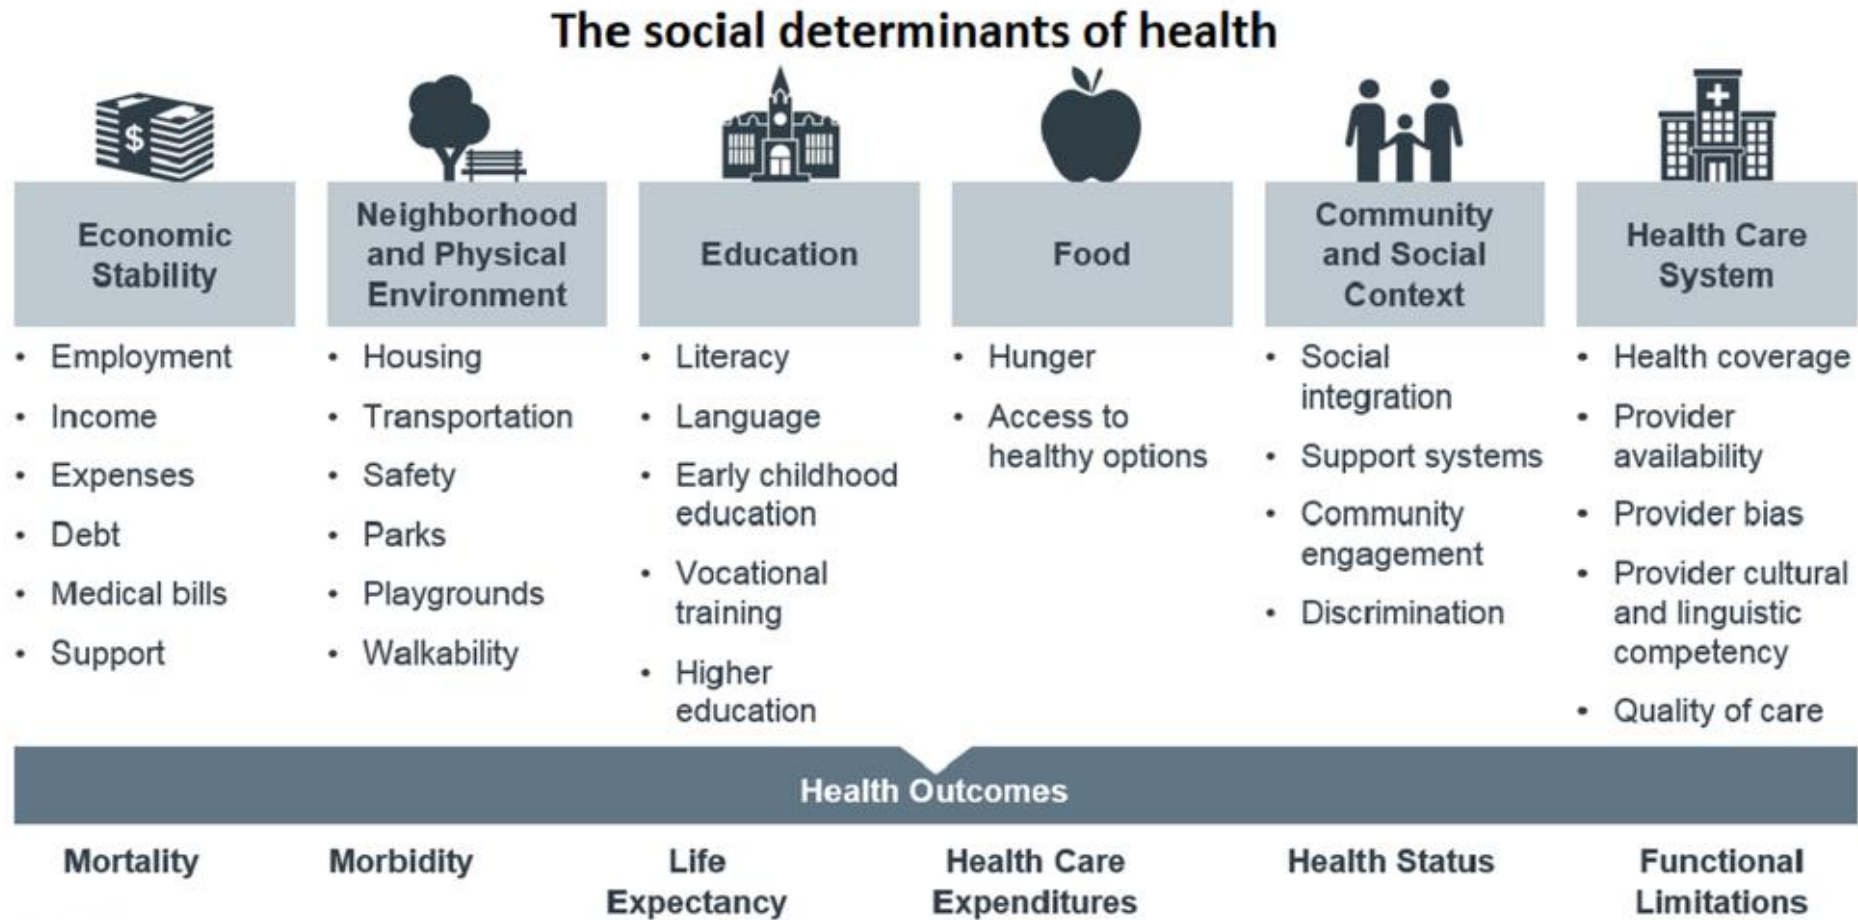 The social determinants of health
$
Economic
Stability
• Employment
• Income
• Expenses
• Debt
• Medical bills
• Support
Neighborhood
and Physical
Environment
• Housing
• Transportation
• Safety
• Parks
• Playgrounds
• Walkability
Education
• Literacy
• Language
• Early childhood
education
• Vocational
training
• Higher
education
Food
• Hunger
• Access to
healthy options
Community
and Social
Context
• Social
integration
• Support systems
• Community
engagement
• Discrimination
Health Care
System
• Health coverage
• Provider
availability
• Provider bias
• Provider cultural
and linguistic
competency
• Quality of care
Health Outcomes
Mortality
Morbidity
Life
Expectancy
Health Care
Expenditures
Health Status
Functional
Limitations